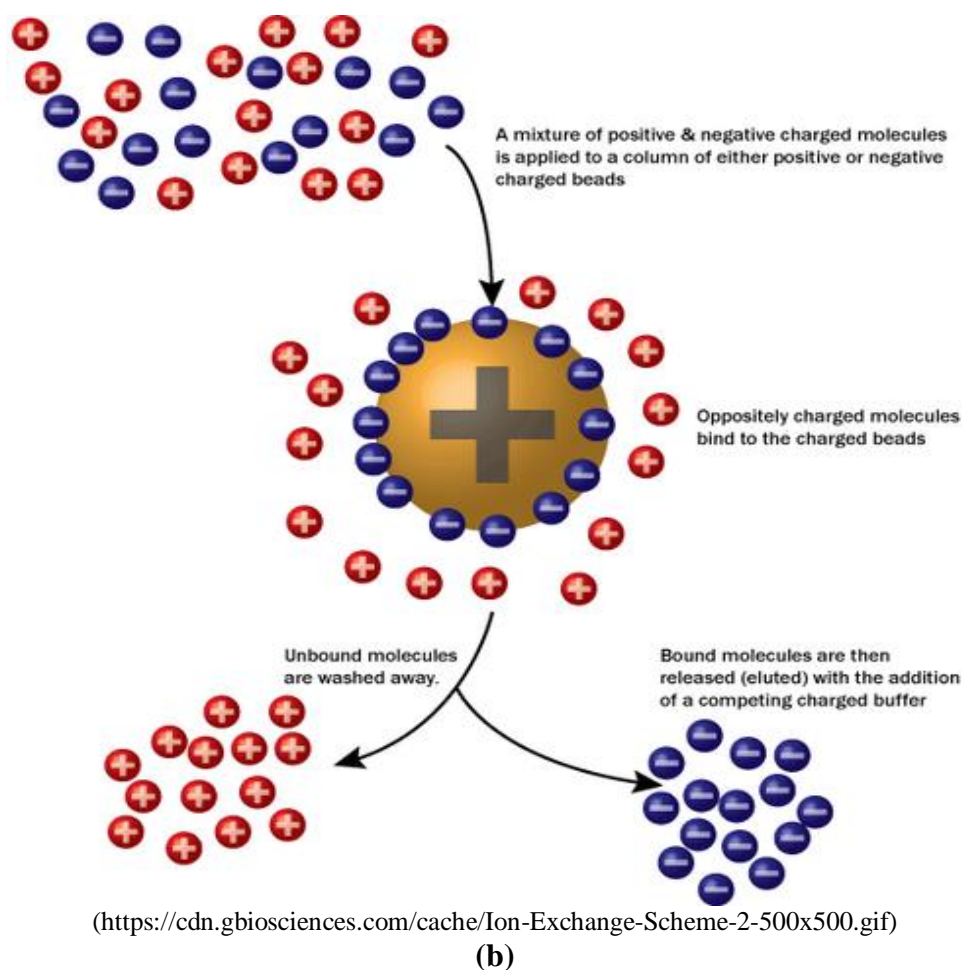 A mixture of positive & negative charged molecules
is applied to a column of either positive or negative
charged beads
Oppositely charged molecules
bind to the charged beads
Unbound molecules
are washed away.
Bound molecules are then
released (eluted) with the addition
of a competing charged buffer
(https://cdn.gbiosciences.com/cache/Ion-Exchange-Scheme-2-500x500.gif)
(b)